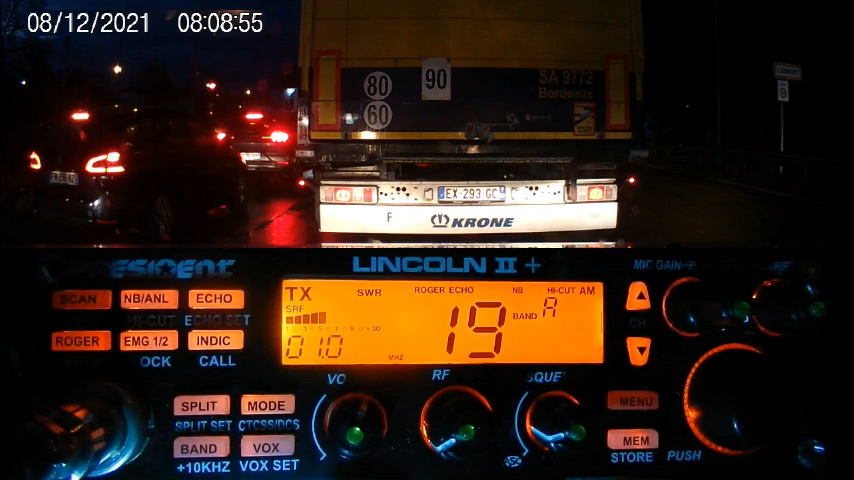 08/12/2021 08:08:55
80
90
60
SA 9772
Bordeaux
EX-293-GC
F
KRONE
PRESIDENT
LINCOLN II +
MIC GAIN
SCAN
NB/ANL
ECHO
HI-CUT
ECHO SET
ROGER
EMG 1/2
INDIC
CALL
TX
SWR
ROGER ECHO
NB
HI-CUT AM
SRF
BAND
A
19
01.0
MHZ
CH
RF
SPLIT
MODE
SPLIT SET
CTCSS/DCS
BAND
VOX
+10KHZ
VOX SET
MENU
MEM
STORE
PUSH